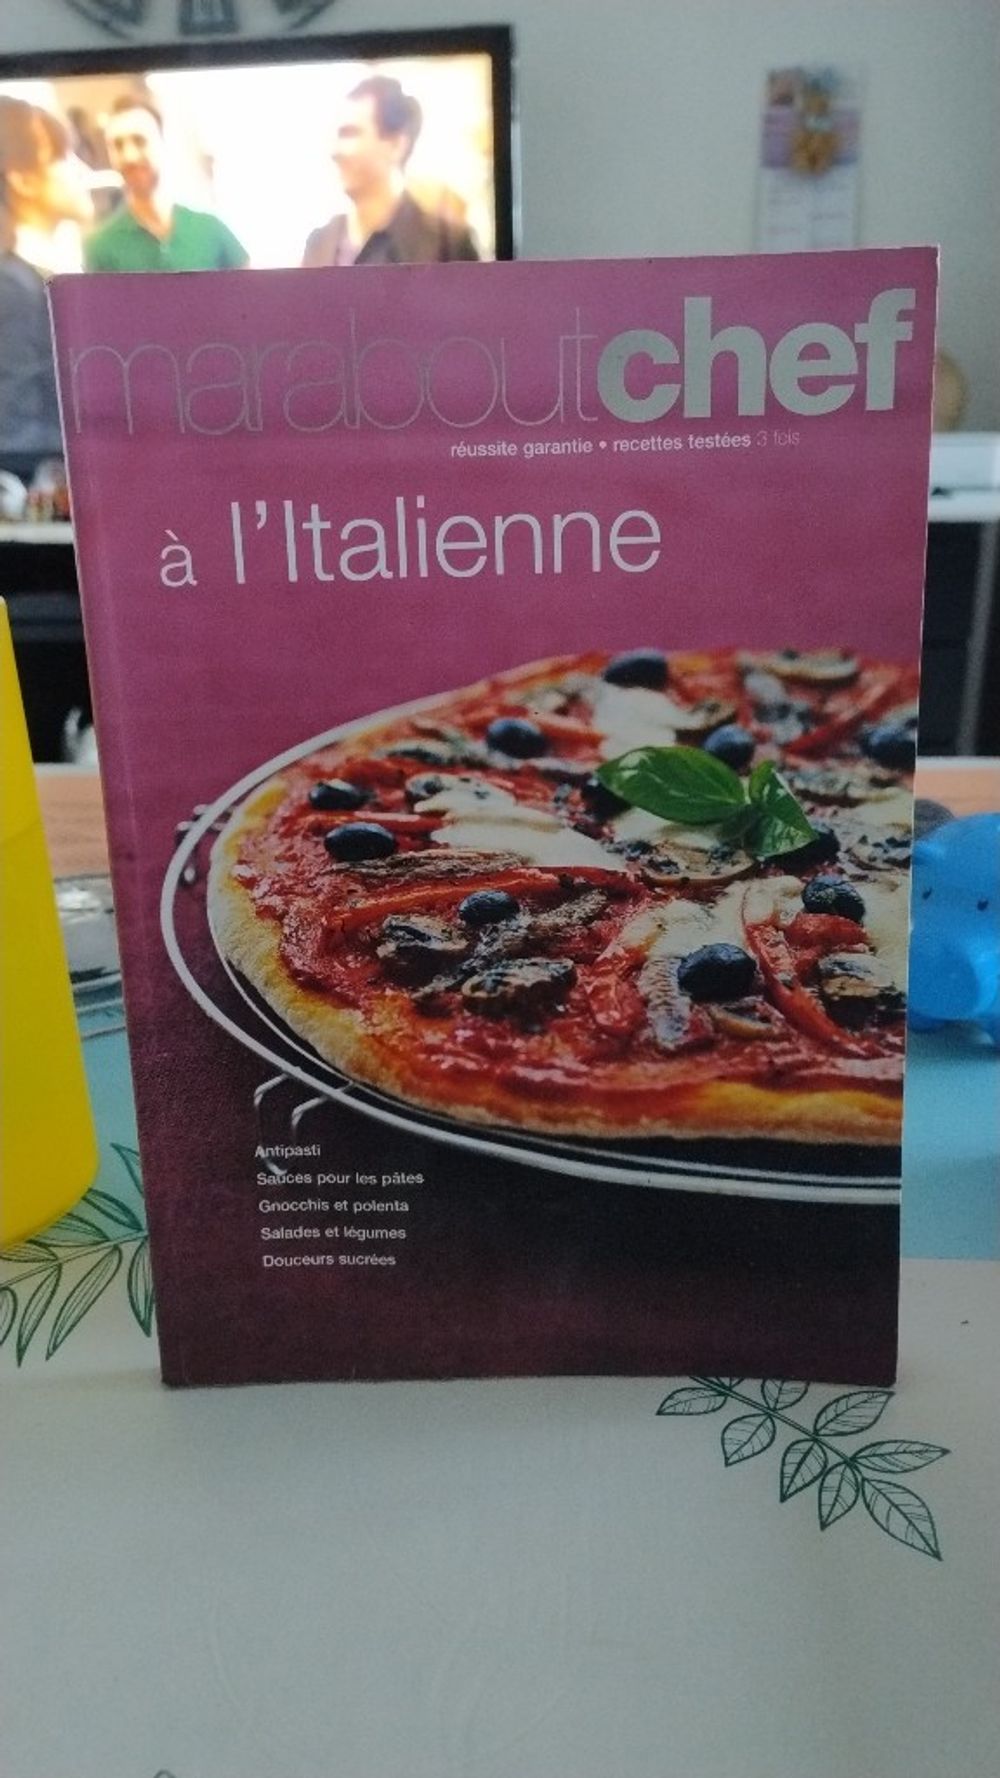 maraboutchef
réussite garantie • recettes testées 3 fois
à l'Italienne
Antipasti
Sauces pour les pâtes
Gnocchis et polenta
Salades et légumes
Douceurs sucrées